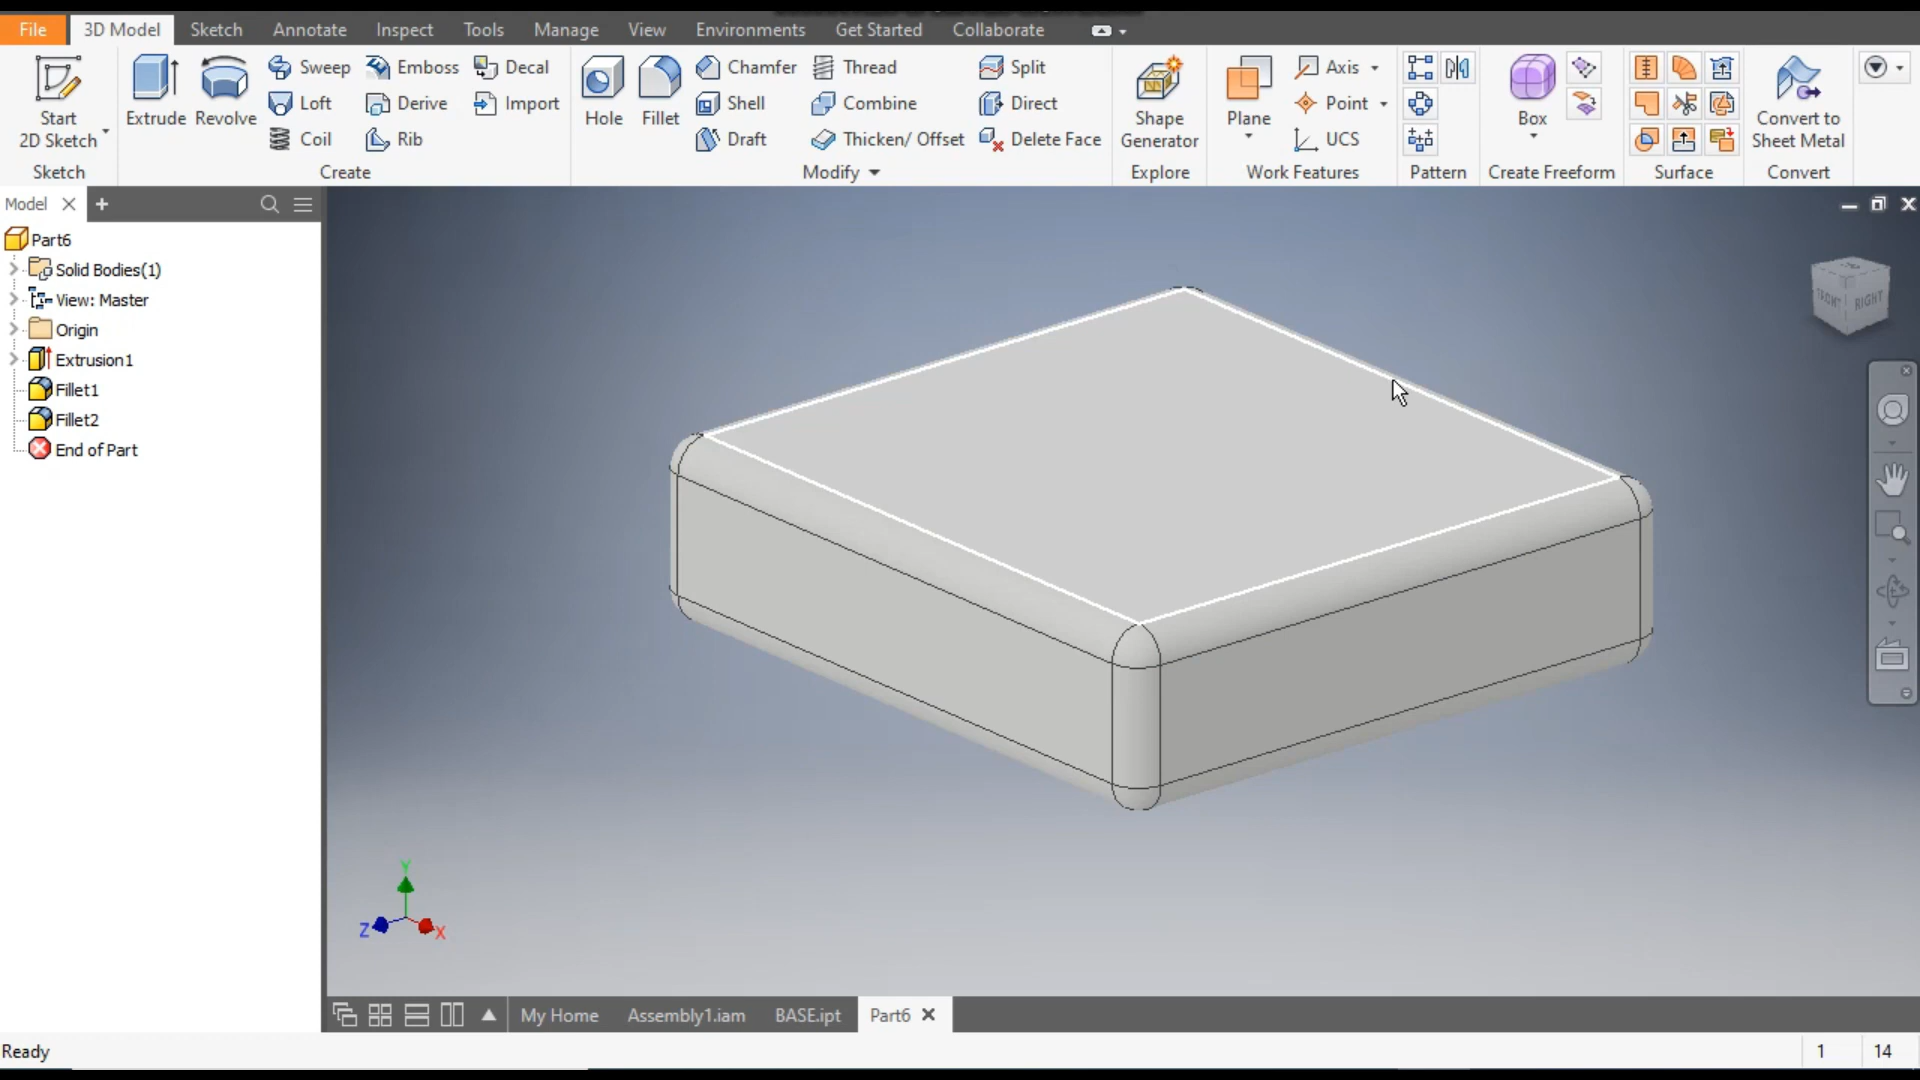 File 3D Model Sketch Annotate Inspect Tools Manage View Environments Get Started Collaborate
Start
2D Sketch
Sketch
Extrude Revolve
Sweep Emboss Decal
Loft Derive Import
Coil Rib
Create
Hole Fillet
Chamfer Thread Split
Shell Combine Direct
Draft Thicken/ Offset Delete Face
Modify
Shape
Generator
Explore
Plane
Axis
Point
UCS
Work Features
Pattern
Box
Create Freeform
Surface
Convert to
Sheet Metal
Convert
Model
Part6
Solid Bodies(1)
View: Master
Origin
Extrusion1
Fillet1
Fillet2
End of Part
FRONT RIGHT
Y
Z X
My Home Assembly1.iam BASE.ipt Part6
Ready 1 14